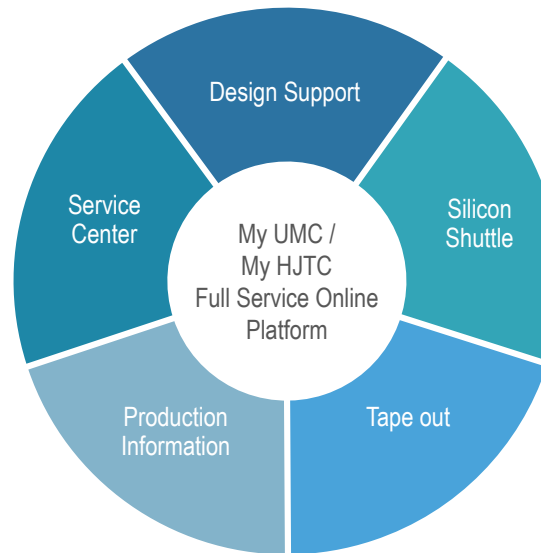 Design Support
Service
Center
Silicon
Shuttle
My UMC /
My HJTC
Full Service Online
Platform
Production
Information
Tape out